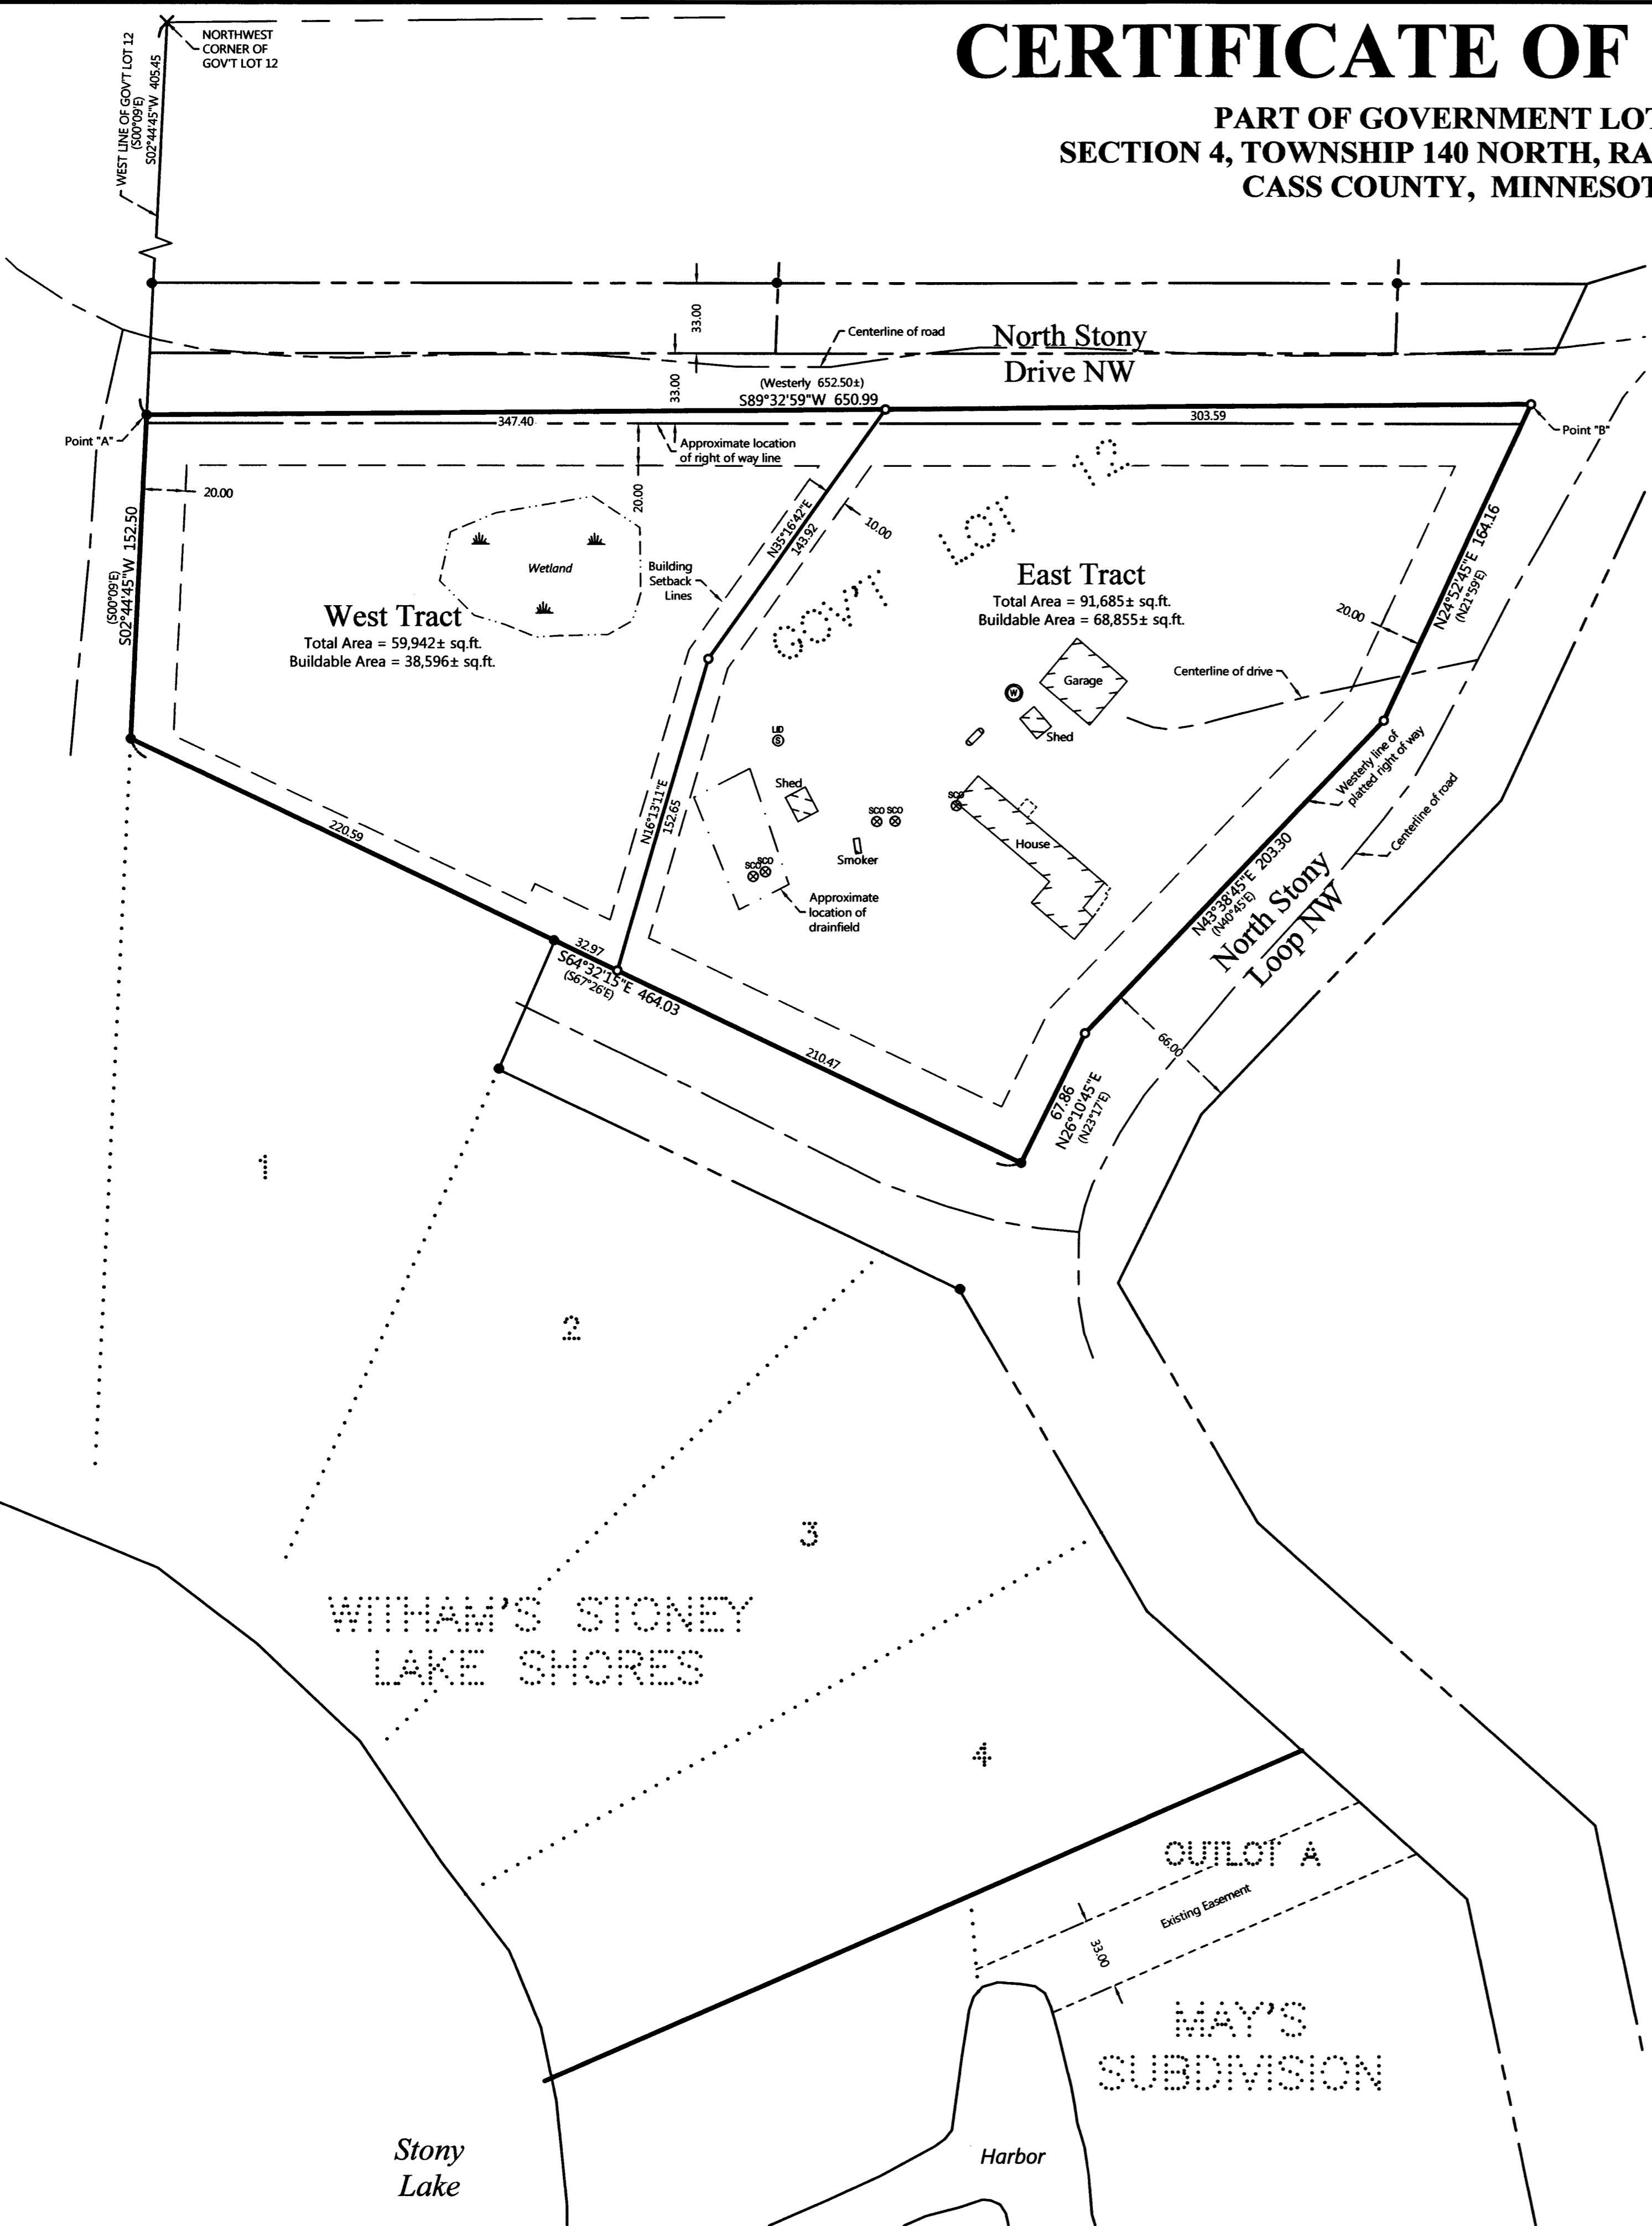 CERTIFICATE OF
PART OF GOVERNMENT LOT
SECTION 4, TOWNSHIP 140 NORTH, RA
CASS COUNTY, MINNESOT
NORTHWEST
CORNER OF
GOV'T LOT 12
WEST LINE OF GOV'T LOT 12
(S00°09'E)
S02°44'45"W 405.45
33.00
33.00
Centerline of road
North Stony
Drive NW
(Westerly 652.50±)
S89°32'59"W 650.99
347.40
303.59
Point "A"
Point "B"
Approximate location
of right of way line
20.00
20.00
(S00°09'E)
S02°44'45"W 152.50
Wetland
Building
Setback
Lines
N35°16'42"E
143.92
10.00
GOV'T LOT 12
West Tract
Total Area = 59,942± sq.ft.
Buildable Area = 38,596± sq.ft.
East Tract
Total Area = 91,685± sq.ft.
Buildable Area = 68,855± sq.ft.
N24°52'45"E 164.16
(N21°59'E)
20.00
Garage
W
Shed
Centerline of drive
LID
S
Shed
N16°13'11"E
152.65
SCO SCO
SCO
SCO
SCO
Smoker
House
Approximate
location of
drainfield
Westerly line of
platted right of way
Centerline of road
N43°38'45"E 203.30
(N40°45'E)
North Stony
Loop NW
66.00
220.59
32.97
S64°32'15"E 464.03
(S67°26'E)
210.47
67.86
N26°10'45"E
(N23°17'E)
1
2
3
WITHAM'S STONEY
LAKE SHORES
4
OUTLOT A
Existing Easement
33.00
MAY'S
SUBDIVISION
Stony
Lake
Harbor